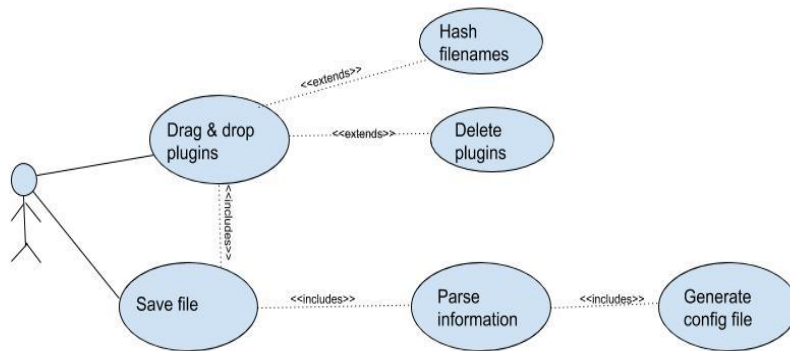 Hash
filenames
<<extends>>
Drag & drop
plugins
<<extends>>
Delete
plugins
<<includes>>
Save file
<<includes>>
Parse
information
<<includes>>
Generate
config file